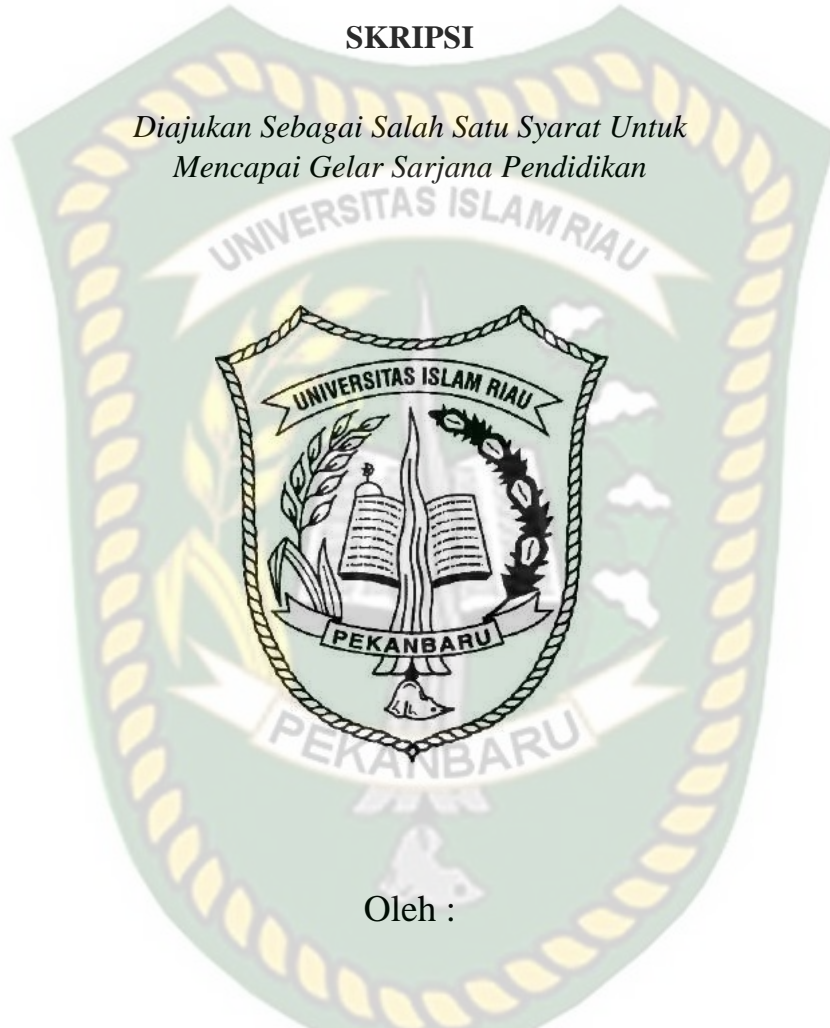 SKRIPSI
Diajukan Sebagai Salah Satu Syarat Untuk
Mencapai Gelar Sarjana Pendidikan
UNIVERSITAS ISLAM RIAU
UNIVERSITAS ISLAM RIAU
PEKANBARU
PEKANBARU
Oleh :